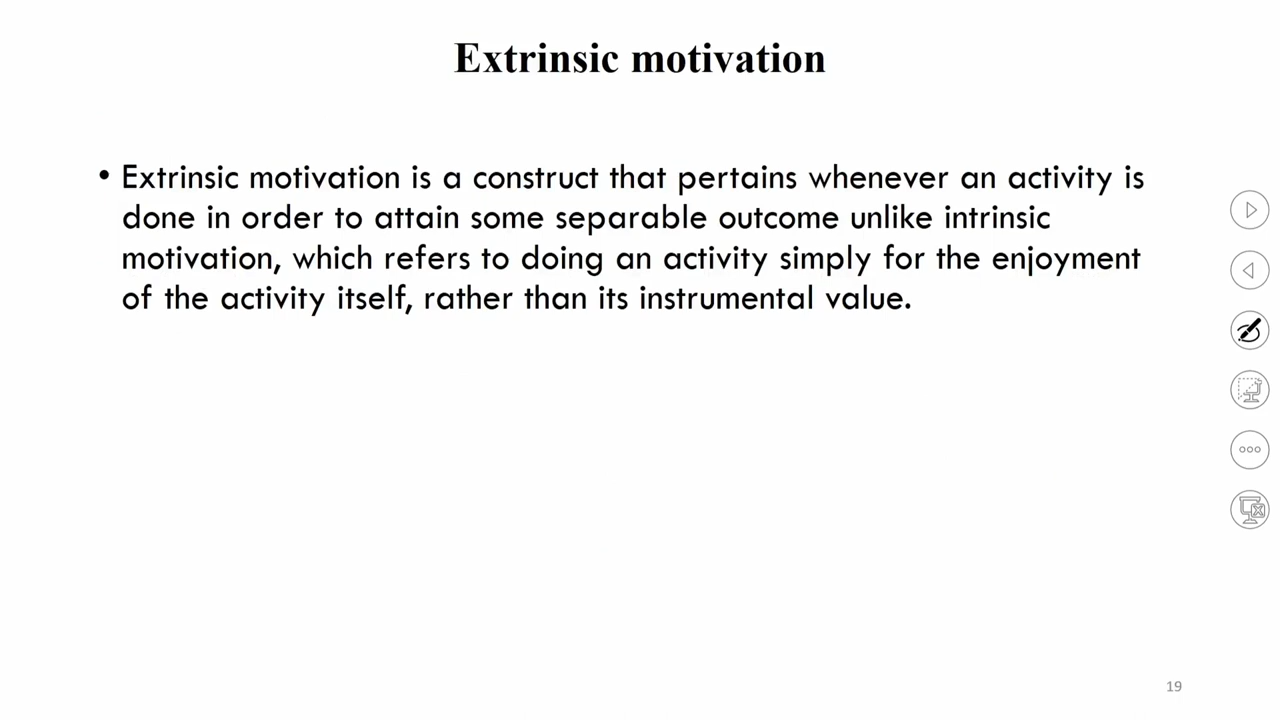 Extrinsic motivation
• Extrinsic motivation is a construct that pertains whenever an activity is
done in order to attain some separable outcome unlike intrinsic
motivation, which refers to doing an activity simply for the enjoyment
of the activity itself, rather than its instrumental value.
19